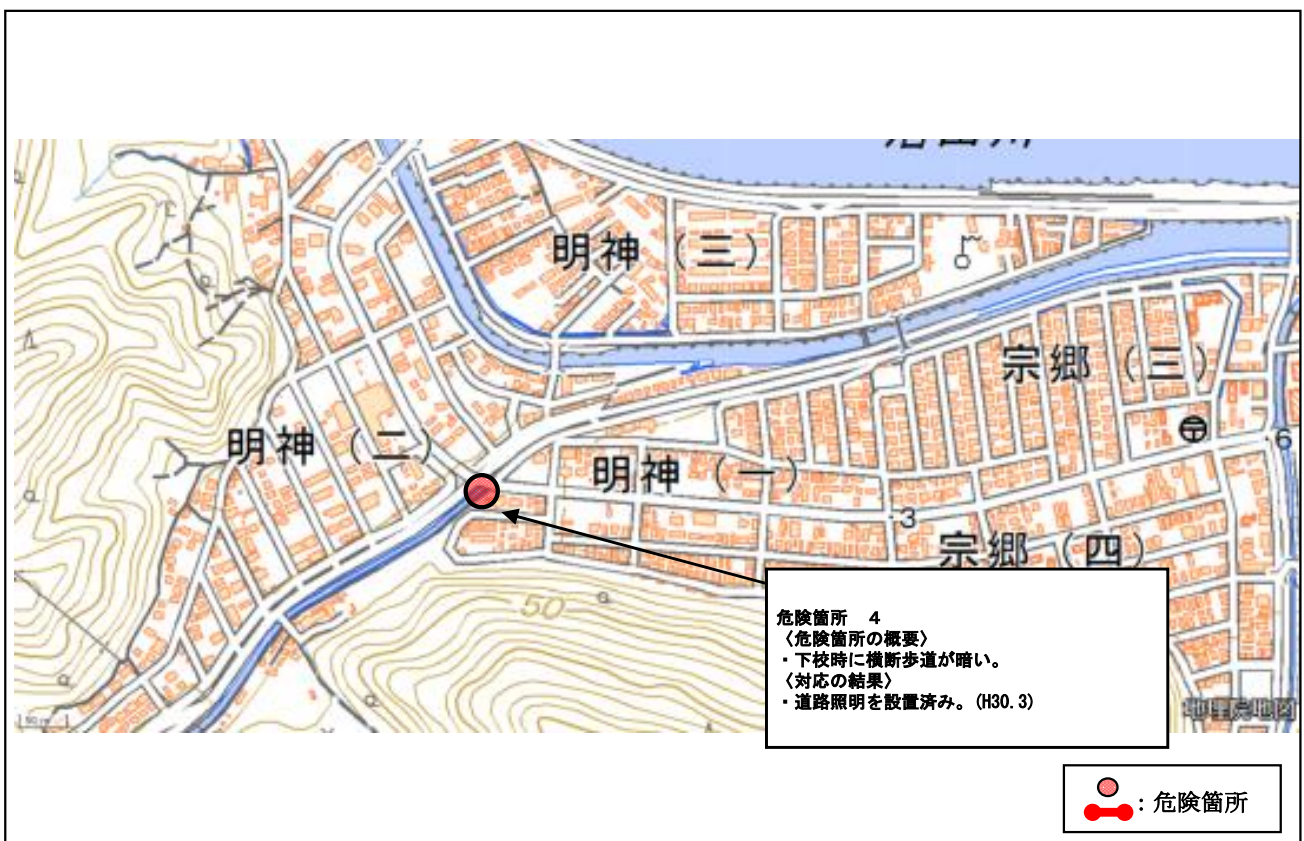 明神（三）
宗郷（三）
明神（二）
明神（一）
6
3
宗郷（四）
50
危険箇所　4
〈危険箇所の概要〉
・下校時に横断歩道が暗い。
〈対応の結果〉
・道路照明を設置済み。(H30.3)
地理院地図
：危険箇所